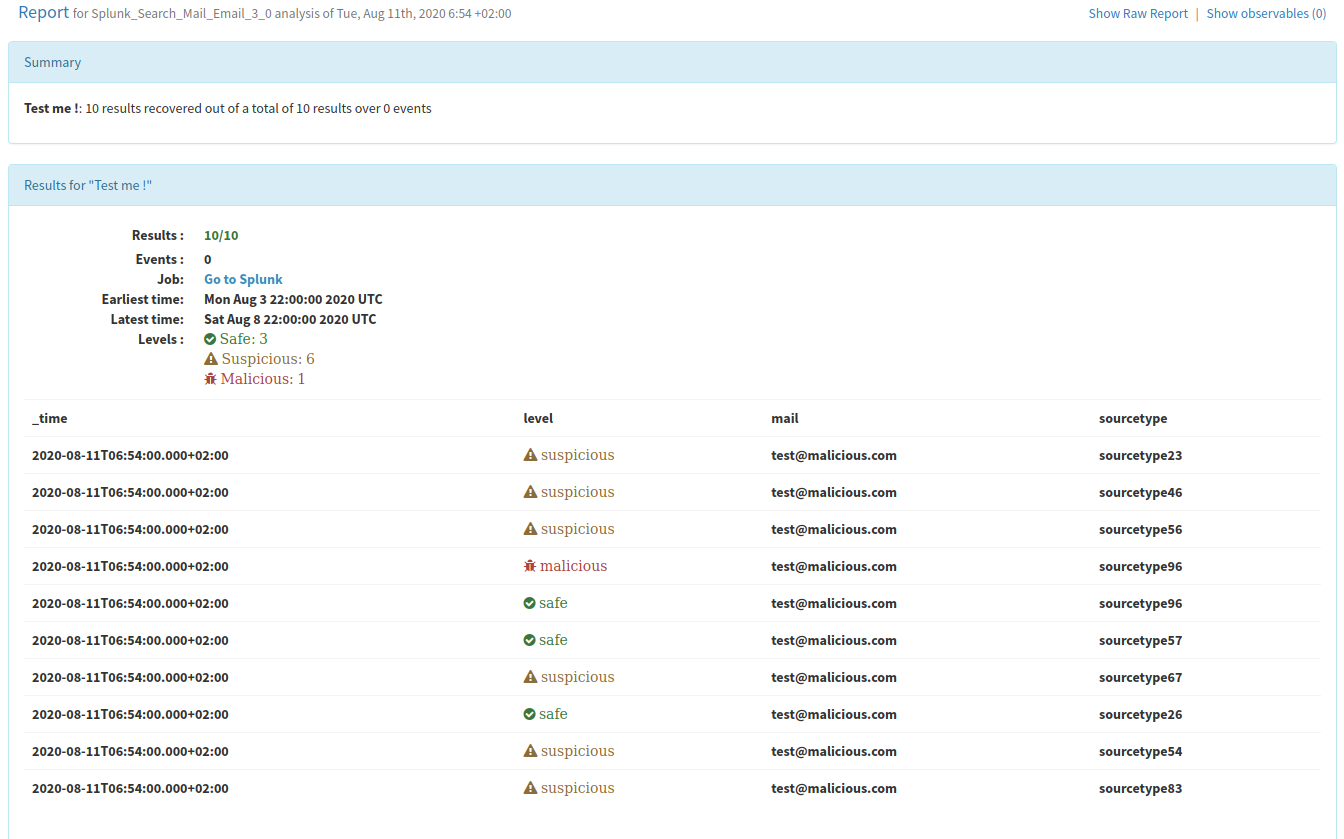 Report for Splunk_Search_Mail_Email_3_0 analysis of Tue, Aug 11th, 2020 6:54 +02:00 Show Raw Report | Show observables (0)
Summary
Test me !: 10 results recovered out of a total of 10 results over 0 events
Results for "Test me !"
Results : 10/10
Events : 0
Job: Go to Splunk
Earliest time: Mon Aug 3 22:00:00 2020 UTC
Latest time: Sat Aug 8 22:00:00 2020 UTC
Levels : Safe: 3
Suspicious: 6
Malicious: 1
_time level mail sourcetype
2020-08-11T06:54:00.000+02:00 suspicious test@malicious.com sourcetype23
2020-08-11T06:54:00.000+02:00 suspicious test@malicious.com sourcetype46
2020-08-11T06:54:00.000+02:00 suspicious test@malicious.com sourcetype56
2020-08-11T06:54:00.000+02:00 malicious test@malicious.com sourcetype96
2020-08-11T06:54:00.000+02:00 safe test@malicious.com sourcetype96
2020-08-11T06:54:00.000+02:00 safe test@malicious.com sourcetype57
2020-08-11T06:54:00.000+02:00 suspicious test@malicious.com sourcetype67
2020-08-11T06:54:00.000+02:00 safe test@malicious.com sourcetype26
2020-08-11T06:54:00.000+02:00 suspicious test@malicious.com sourcetype54
2020-08-11T06:54:00.000+02:00 suspicious test@malicious.com sourcetype83